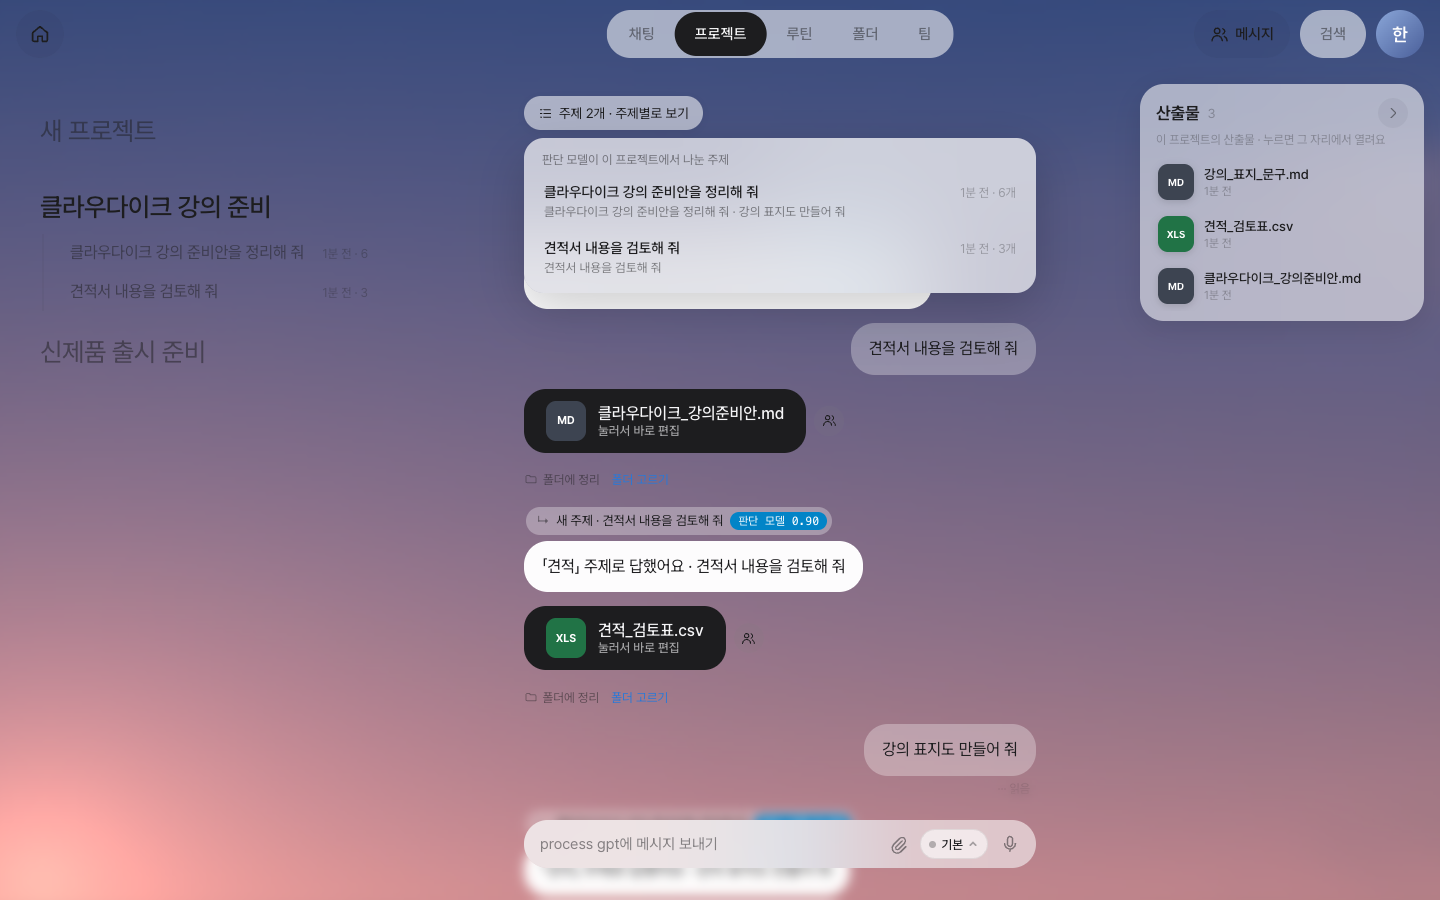 채팅
프로젝트
루틴
폴더
팀
메시지
검색
한
새 프로젝트
클라우다이크 강의 준비
클라우다이크 강의 준비안을 정리해 줘 1분 전 · 6
견적서 내용을 검토해 줘 1분 전 · 3
신제품 출시 준비
주제 2개 · 주제별로 보기
판단 모델이 이 프로젝트에서 나눈 주제
클라우다이크 강의 준비안을 정리해 줘 1분 전 · 6개
클라우다이크 강의 준비안을 정리해 줘 · 강의 표지도 만들어 줘
견적서 내용을 검토해 줘 1분 전 · 3개
견적서 내용을 검토해 줘
견적서 내용을 검토해 줘
MD 클라우다이크_강의준비안.md
눌러서 바로 편집
폴더에 정리 폴더 고르기
새 주제 · 견적서 내용을 검토해 줘 판단 모델 0.90
「견적」 주제로 답했어요 · 견적서 내용을 검토해 줘
XLS 견적_검토표.csv
눌러서 바로 편집
폴더에 정리 폴더 고르기
강의 표지도 만들어 줘
process gpt에 메시지 보내기
기본
산출물 3
이 프로젝트의 산출물 · 누르면 그 자리에서 열려요
MD 강의_표지_문구.md
1분 전
XLS 견적_검토표.csv
1분 전
MD 클라우다이크_강의준비안.md
1분 전